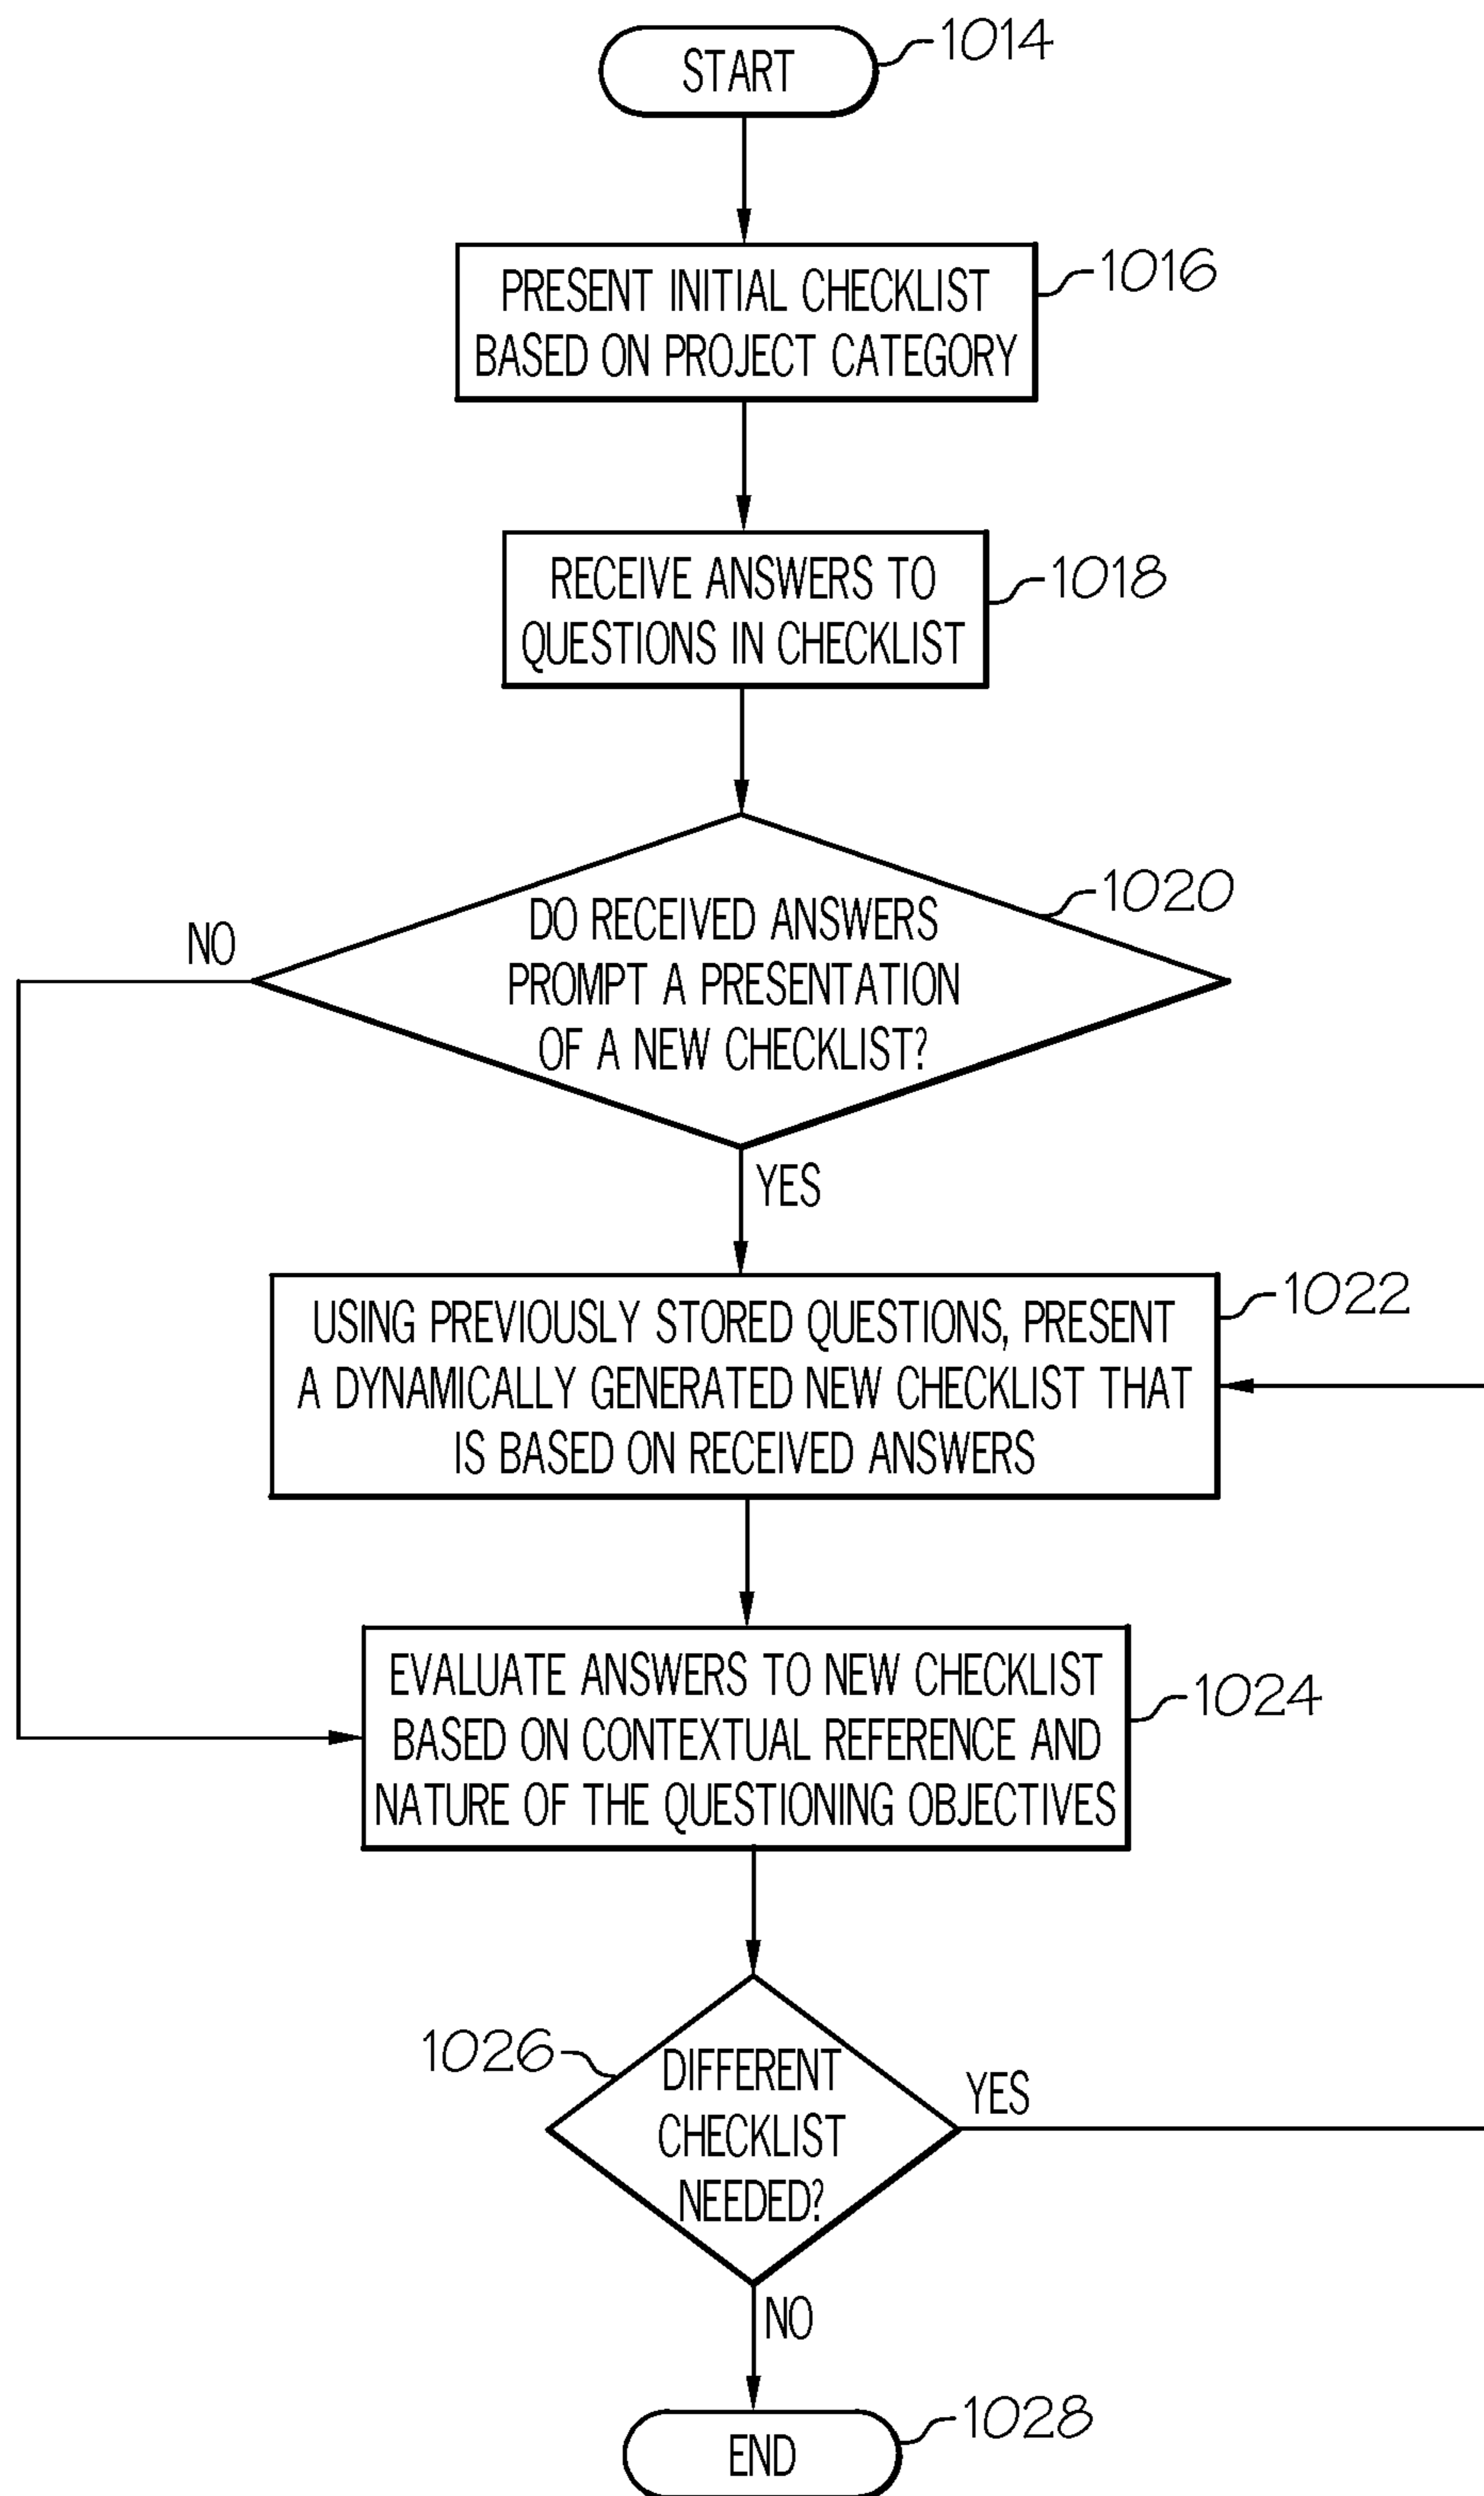 START
1014
PRESENT INITIAL CHECKLIST
BASED ON PROJECT CATEGORY
1016
RECEIVE ANSWERS TO
QUESTIONS IN CHECKLIST
1018
DO RECEIVED ANSWERS
PROMPT A PRESENTATION
OF A NEW CHECKLIST?
1020
NO
YES
USING PREVIOUSLY STORED QUESTIONS, PRESENT
A DYNAMICALLY GENERATED NEW CHECKLIST THAT
IS BASED ON RECEIVED ANSWERS
1022
EVALUATE ANSWERS TO NEW CHECKLIST
BASED ON CONTEXTUAL REFERENCE AND
NATURE OF THE QUESTIONING OBJECTIVES
1024
1026
DIFFERENT
CHECKLIST
NEEDED?
YES
NO
END
1028